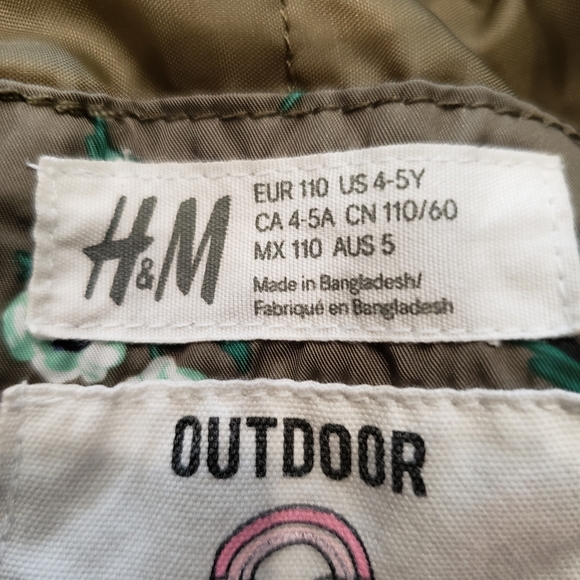 H&M
EUR 110 US 4-5Y
CA 4-5A CN 110/60
MX 110 AUS 5
Made in Bangladesh/
Fabriqué en Bangladesh
OUTDOOR